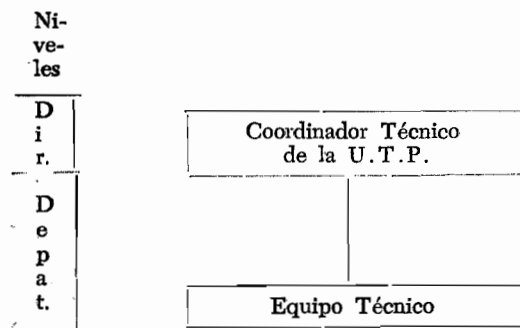 Ni-
ve-
les
D
i
r.
Coordinador Técnico
de la U.T.P.
D
e
p
a
t.
Equipo Técnico